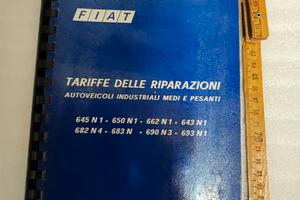 FIAT
TARIFFE DELLE RIPARAZIONI
AUTOVEICOLI INDUSTRIALI MEDI E PESANTI
645 N 1 - 650 N 1 - 662 N 1 - 643 N 1
682 N 4 - 683 N - 690 N 3 - 693 N 1